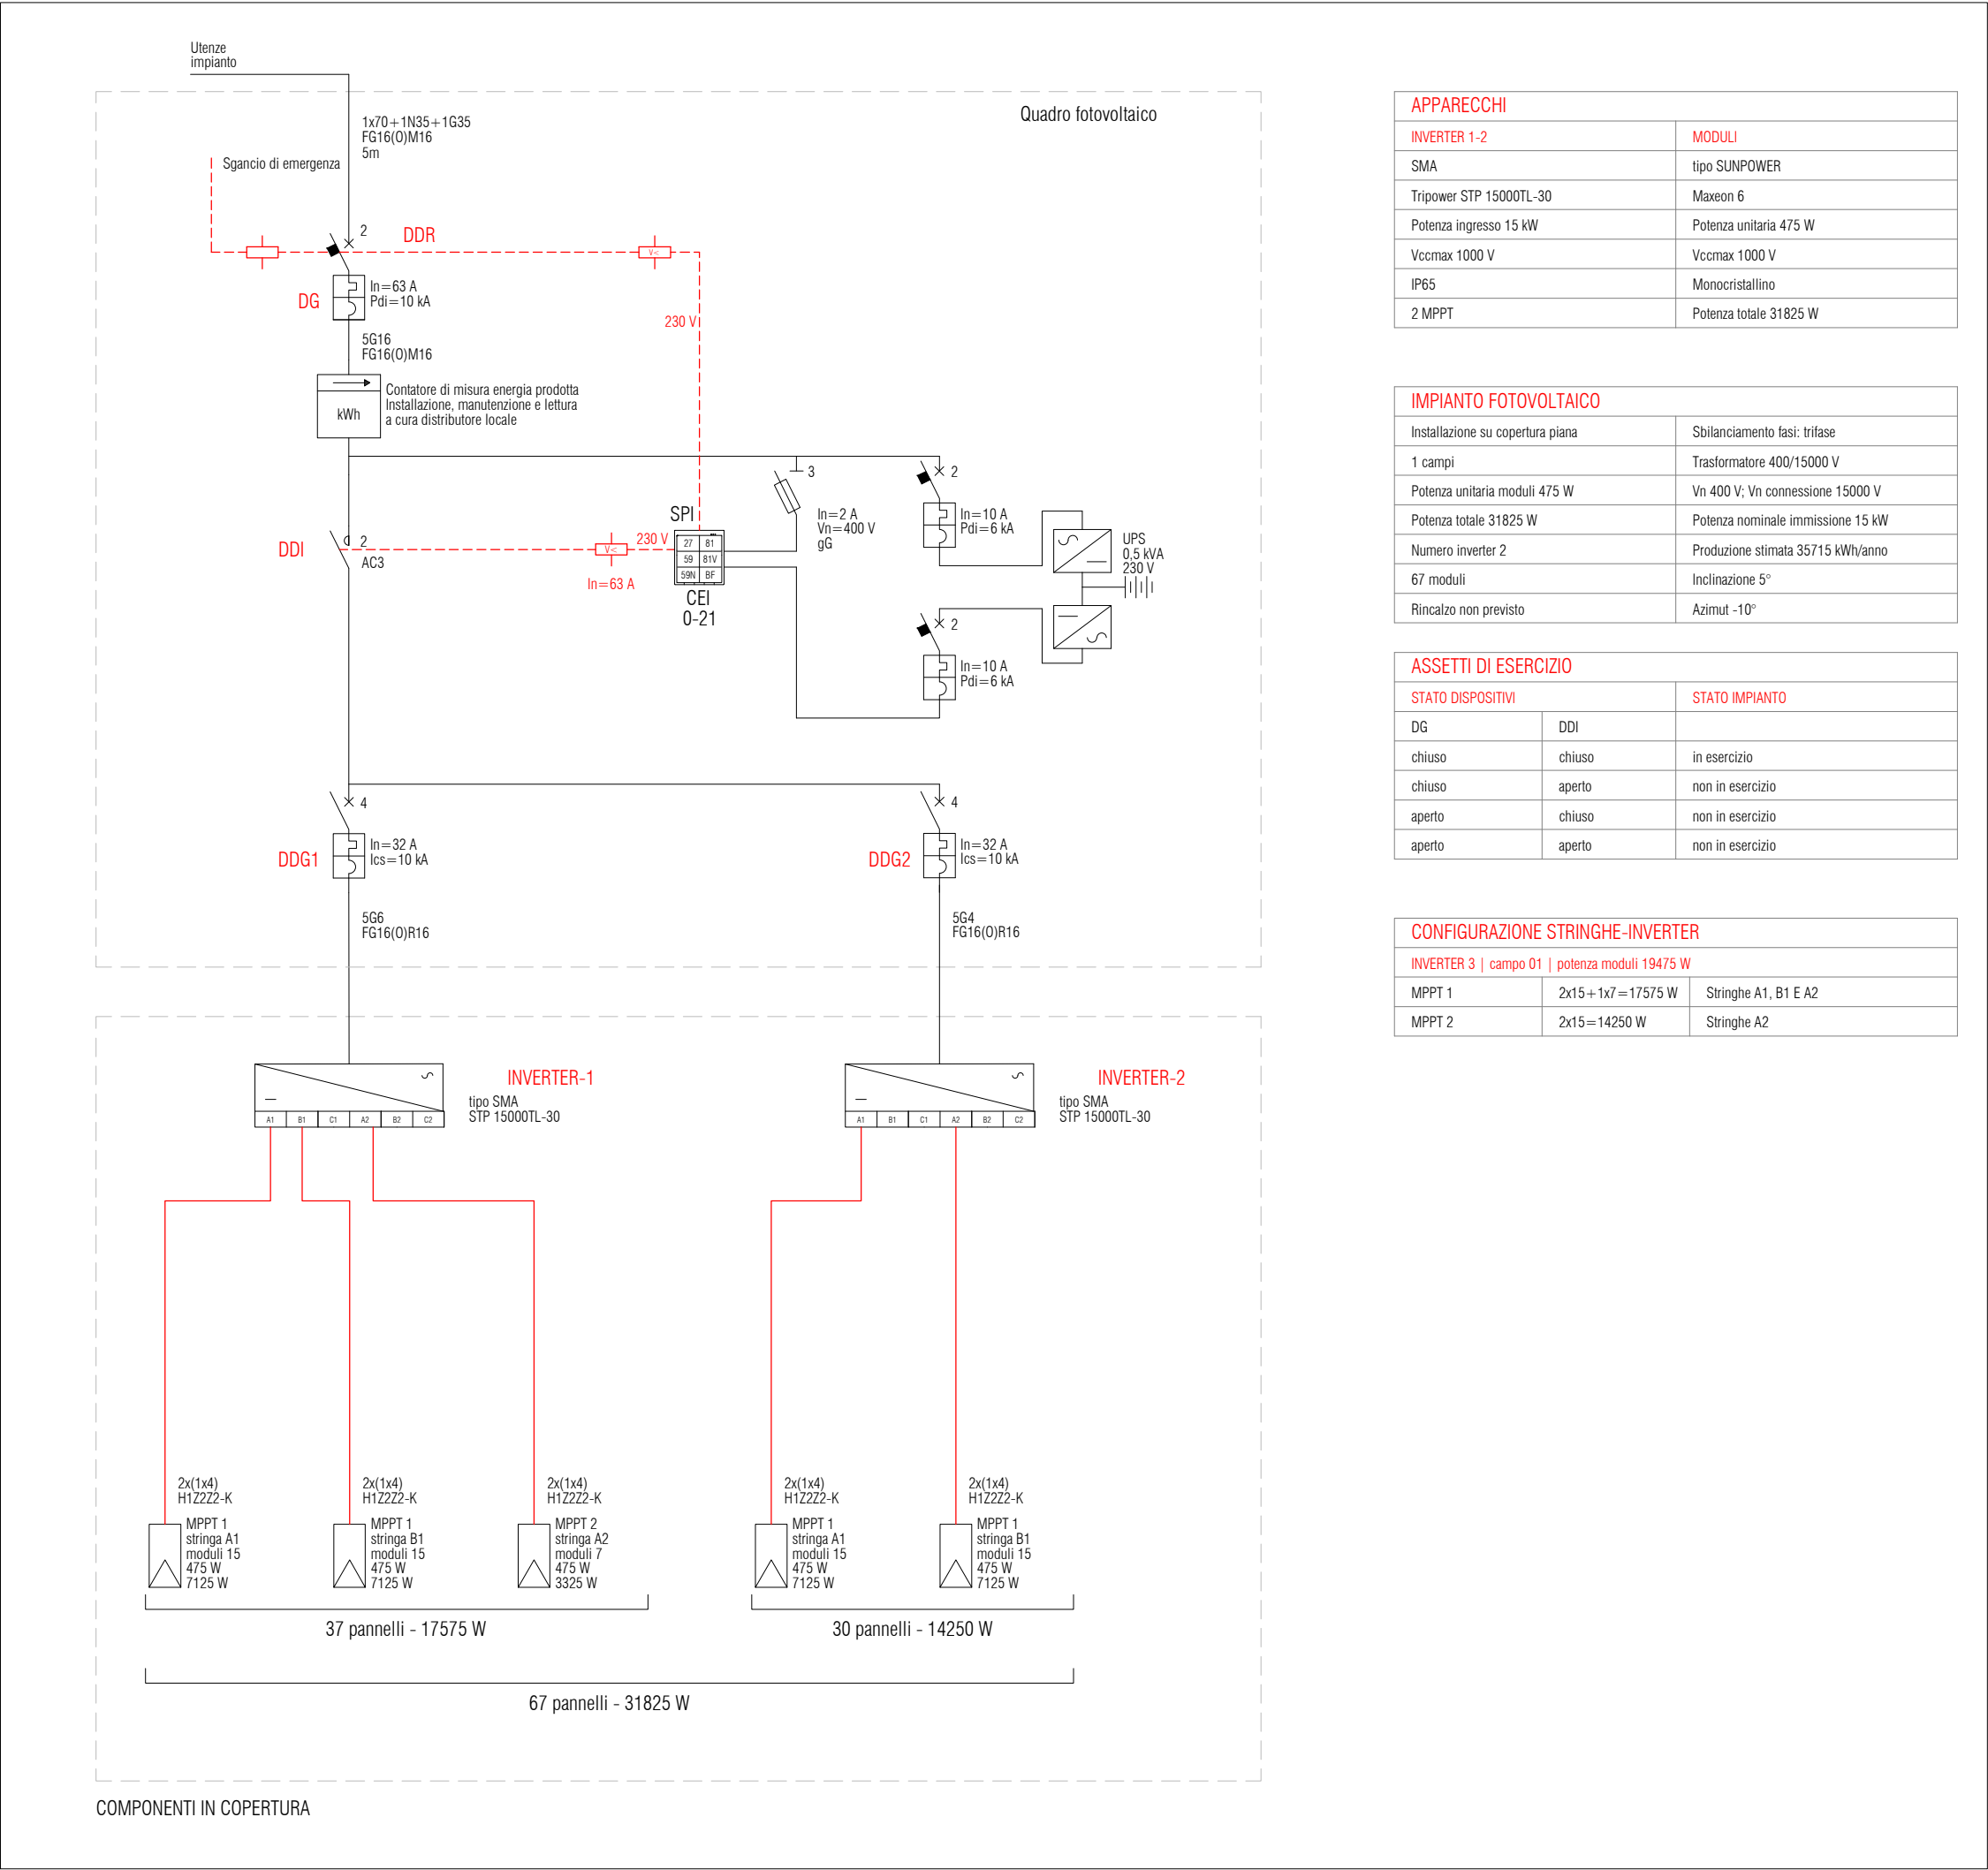 Utenze
impianto
Quadro fotovoltaico
1x70+1N35+1G35
FG16(O)M16
5m
Sgancio di emergenza
2
DDR
V<
DG
In=63 A
Pdi=10 kA
230 V
5G16
FG16(O)M16
kWh
Contatore di misura energia prodotta
Installazione, manutenzione e lettura
a cura distributore locale
3
In=2 A
Vn=400 V
gG
2
In=10 A
Pdi=6 kA
UPS
0,5 kVA
230 V
DDI
2
AC3
V<
230 V
In=63 A
SPI
27 81
59 81V
59N BF
CEI
0-21
2
In=10 A
Pdi=6 kA
4
DDG1
In=32 A
Ics=10 kA
4
DDG2
In=32 A
Ics=10 kA
5G6
FG16(O)R16
5G4
FG16(O)R16
INVERTER-1
tipo SMA
STP 15000TL-30
A1 B1 C1 A2 B2 C2
INVERTER-2
tipo SMA
STP 15000TL-30
A1 B1 C1 A2 B2 C2
2x(1x4)
H1Z2Z2-K
MPPT 1
stringa A1
moduli 15
475 W
7125 W
2x(1x4)
H1Z2Z2-K
MPPT 1
stringa B1
moduli 15
475 W
7125 W
2x(1x4)
H1Z2Z2-K
MPPT 2
stringa A2
moduli 7
475 W
3325 W
2x(1x4)
H1Z2Z2-K
MPPT 1
stringa A1
moduli 15
475 W
7125 W
2x(1x4)
H1Z2Z2-K
MPPT 1
stringa B1
moduli 15
475 W
7125 W
37 pannelli - 17575 W
30 pannelli - 14250 W
67 pannelli - 31825 W
COMPONENTI IN COPERTURA
APPARECCHI
INVERTER 1-2 MODULI
SMA tipo SUNPOWER
Tripower STP 15000TL-30 Maxeon 6
Potenza ingresso 15 kW Potenza unitaria 475 W
Vccmax 1000 V Vccmax 1000 V
IP65 Monocristallino
2 MPPT Potenza totale 31825 W
IMPIANTO FOTOVOLTAICO
Installazione su copertura piana Sbilanciamento fasi: trifase
1 campi Trasformatore 400/15000 V
Potenza unitaria moduli 475 W Vn 400 V; Vn connessione 15000 V
Potenza totale 31825 W Potenza nominale immissione 15 kW
Numero inverter 2 Produzione stimata 35715 kWh/anno
67 moduli Inclinazione 5°
Rincalzo non previsto Azimut -10°
ASSETTI DI ESERCIZIO
STATO DISPOSITIVI STATO IMPIANTO
DG DDI
chiuso chiuso in esercizio
chiuso aperto non in esercizio
aperto chiuso non in esercizio
aperto aperto non in esercizio
CONFIGURAZIONE STRINGHE-INVERTER
INVERTER 3 | campo 01 | potenza moduli 19475 W
MPPT 1 2x15+1x7=17575 W Stringhe A1, B1 E A2
MPPT 2 2x15=14250 W Stringhe A2